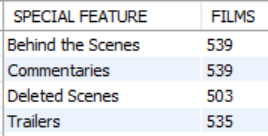 SPECIAL FEATURE FILMS
Behind the Scenes 539
Commentaries 539
Deleted Scenes 503
Trailers 535